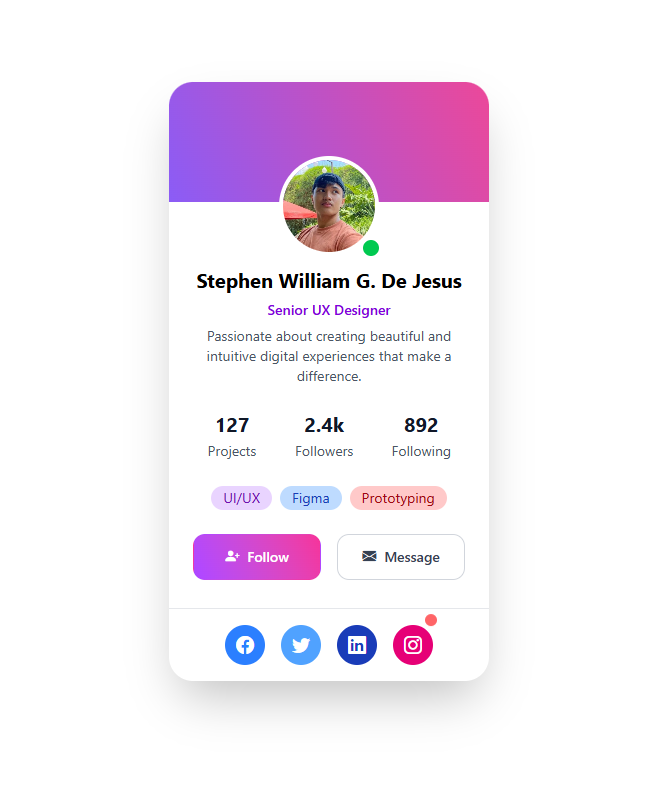 Stephen William G. De Jesus
Senior UX Designer
Passionate about creating beautiful and
intuitive digital experiences that make a
difference.
127 2.4k 892
Projects Followers Following
UI/UX Figma Prototyping
Follow Message